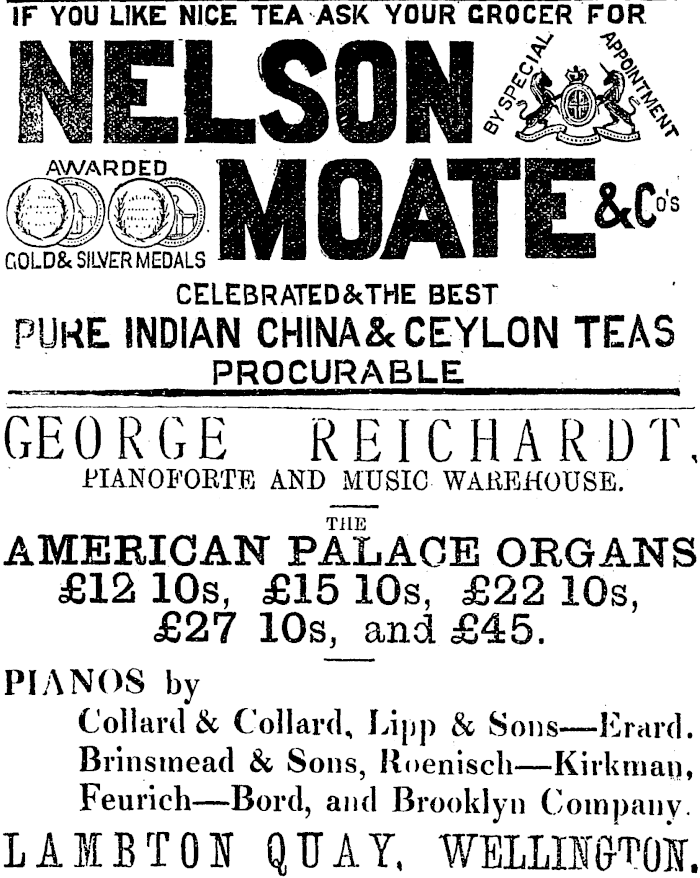 IF YOU LIKE NICE TEA ASK YOUR GROCER FOR
NELSON
BY SPECIAL APPOINTMENT
AWARDED
GOLD & SILVER MEDALS
MOATE
& Co's
CELEBRATED & THE BEST
PURE INDIAN CHINA & CEYLON TEAS
PROCURABLE
GEORGE REICHARDT,
PIANOFORTE AND MUSIC WAREHOUSE.
THE
AMERICAN PALACE ORGANS
£12 10s, £15 10s, £22 10s,
£27 10s, and £45.
PIANOS by
Collard & Collard, Lipp & Sons—Erard.
Brinsmead & Sons, Roenisch—Kirkman,
Feurich—Bord, and Brooklyn Company.
LAMBTON QUAY, WELLINGTON.